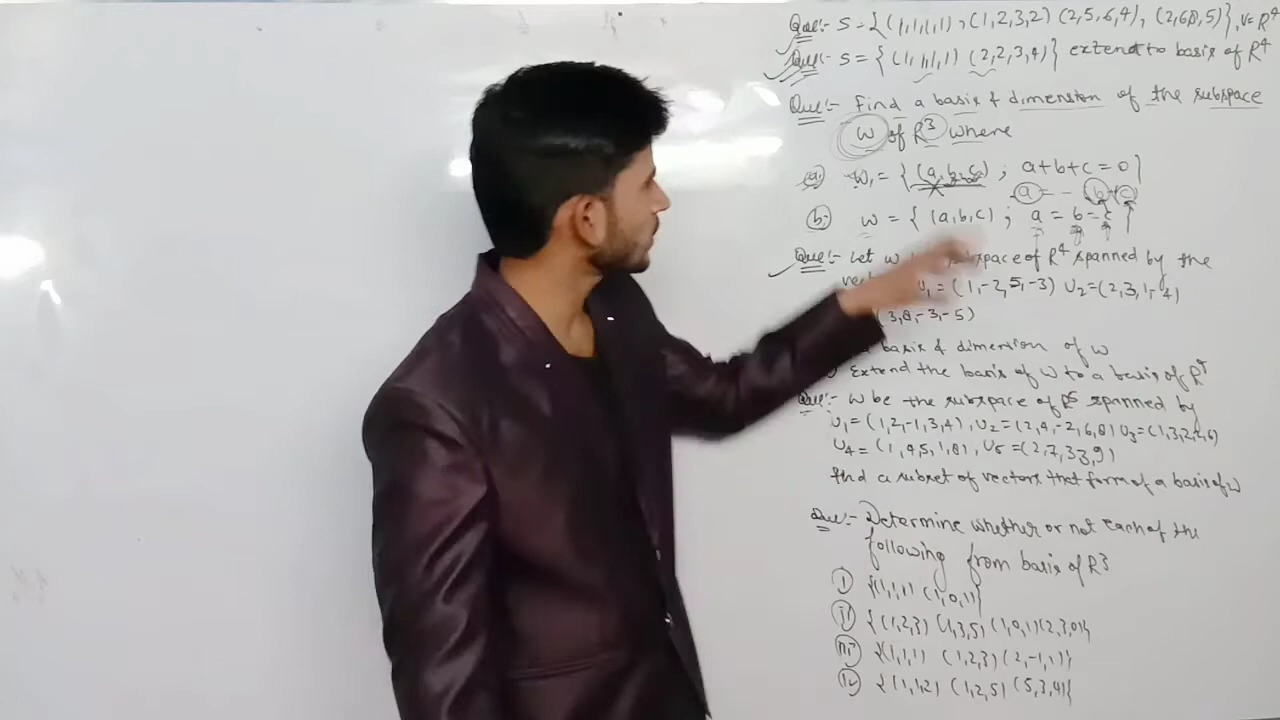 Que:- S = {(1,1,1,1), (1,2,3,2) (2,5,6,4), (2,6,8,5)}, V = R⁴
Que:- S = {(1,1,1,1) (2,2,3,4)} extend to basis of R⁴
Que:- Find a basis & dimension of the subspace
W of R³ where
(a) W₁ = {(a,b,c) ; a+b+c = 0}
a = - b - c
(b) W = {(a,b,c) ; a = b = c}
Que:- Let W subspace of R⁴ spanned by the
U₁ = (1,-2,5,-3) U₂ = (2,3,1,-4)
(3,8,-3,-5)
basis & dimension of W
Extend the basis of W to a basis of R⁴
Que:- W be the subspace of R⁵ spanned by
U₁ = (1,2,-1,3,4), U₂ = (2,4,-2,6,8) U₃ = (1,3,2,2,6)
U₄ = (1,4,5,1,8), U₅ = (2,7,3,3,9)
find a subset of vectors that form of a basis of W
Que:- Determine whether or not each of the
following from basis of R³
(i) {(1,1,1) (1,0,1)}
(ii) {(1,2,3) (1,3,5) (1,0,1) (2,3,0)}
(iii) {(1,1,1) (1,2,3) (2,-1,1)}
(iv) {(1,1,2) (1,2,5) (5,3,4)}